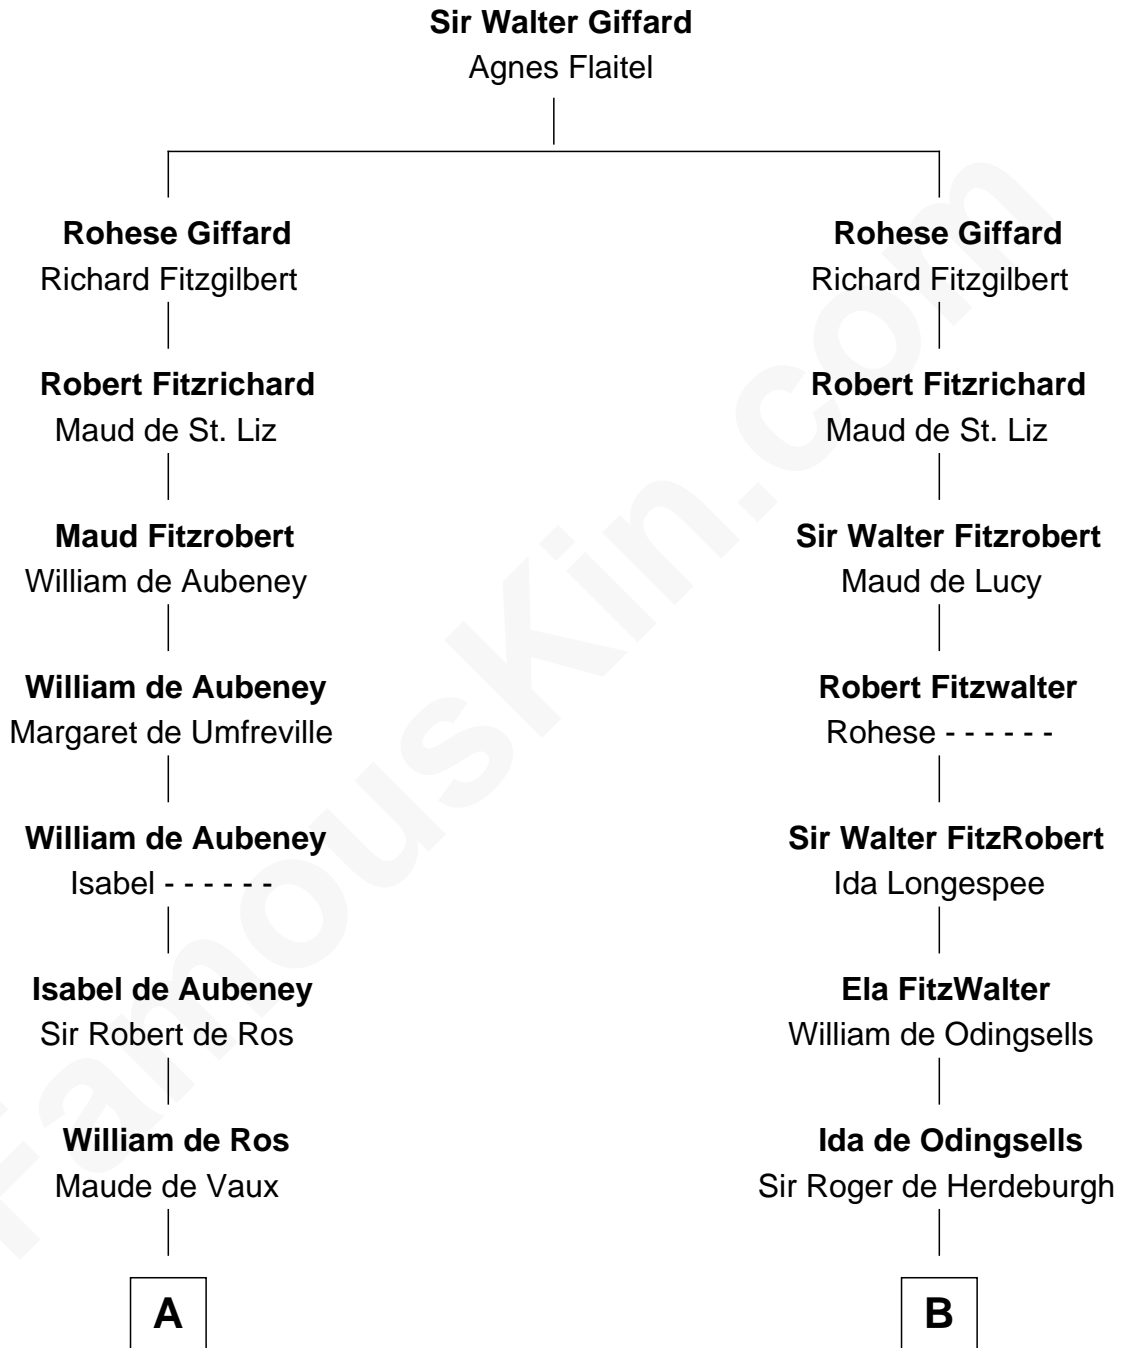 Sir Walter Giffard
Agnes Flaitel
Rohese Giffard
Richard Fitzgilbert
Robert Fitzrichard
Maud de St. Liz
Maud Fitzrobert
William de Aubeney
William de Aubeney
Margaret de Umfreville
William de Aubeney
Isabel - - - - - -
Isabel de Aubeney
Sir Robert de Ros
William de Ros
Maude de Vaux
A
Rohese Giffard
Richard Fitzgilbert
Robert Fitzrichard
Maud de St. Liz
Sir Walter Fitzrobert
Maud de Lucy
Robert Fitzwalter
Rohese - - - - - -
Sir Walter FitzRobert
Ida Longespee
Ela FitzWalter
William de Odingsells
Ida de Odingsells
Sir Roger de Herdeburgh
B
FamousKin.com